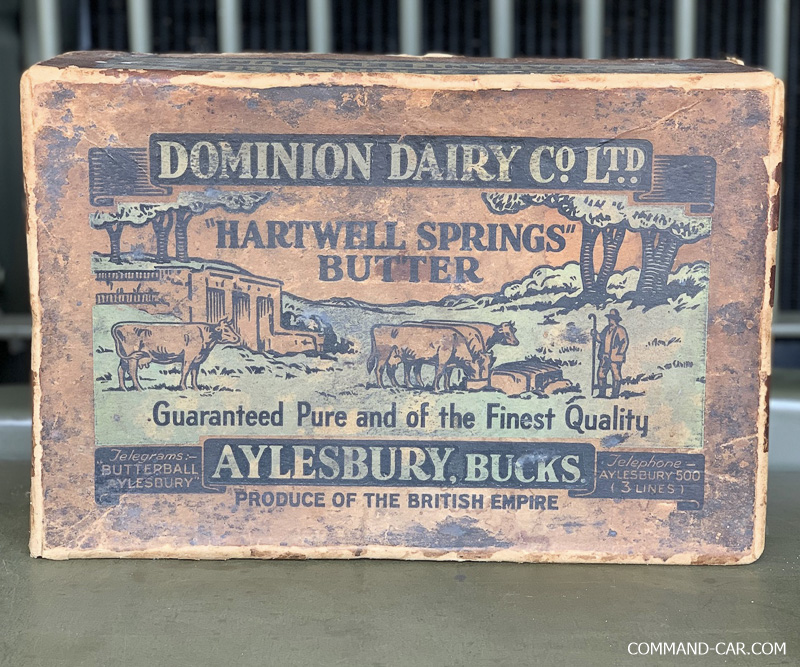 DOMINION DAIRY Co. LTD.
"HARTWELL SPRINGS"
BUTTER
Guaranteed Pure and of the Finest Quality
Telegrams:-
BUTTERBALL
AYLESBURY"
AYLESBURY, BUCKS.
Telephone -
AYLESBURY 500
(3 LINES)
PRODUCE OF THE BRITISH EMPIRE
COMMAND-CAR.COM